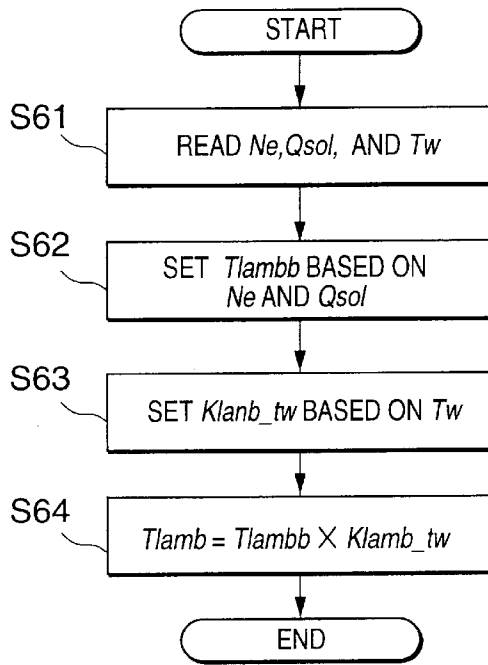 START
S61
READ Ne,Qsol, AND Tw
S62
SET Tlambb BASED ON
Ne AND Qsol
S63
SET Klanb_tw BASED ON Tw
S64
Tlamb = Tlambb × Klamb_tw
END